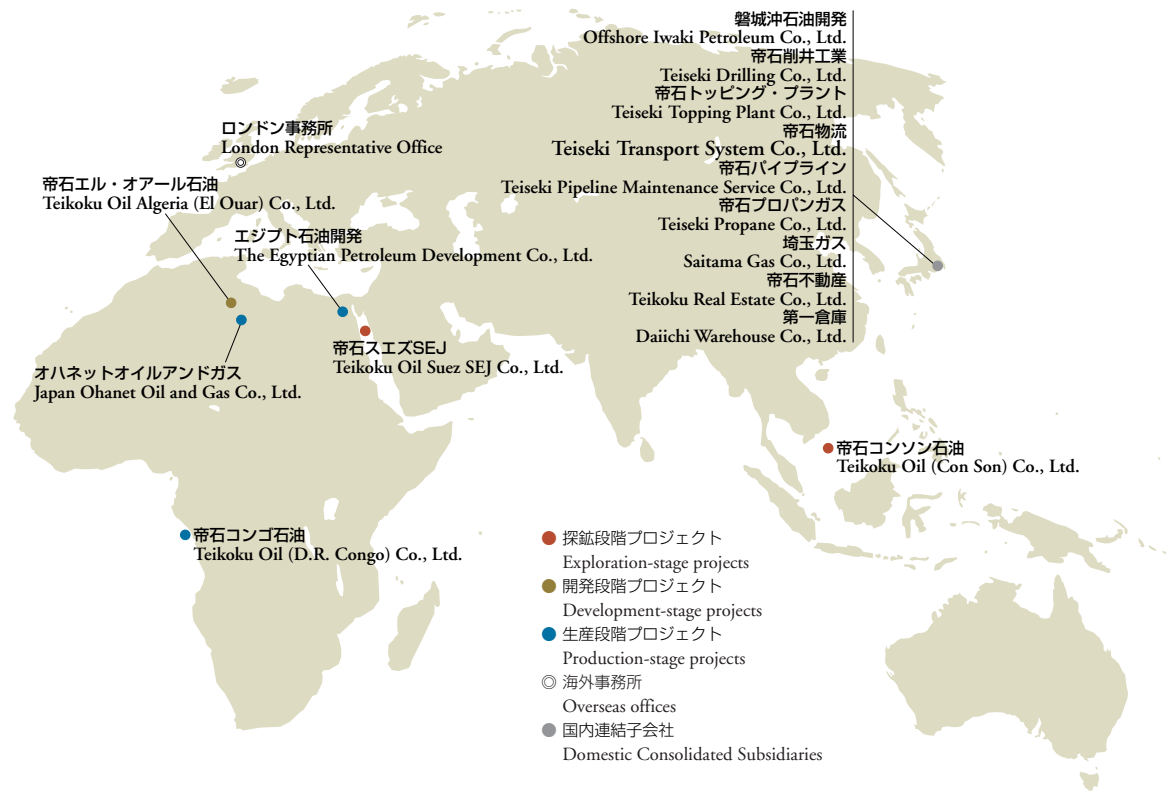 磐城沖石油開発
Offshore Iwaki Petroleum Co., Ltd.
帝石削井工業
Teiseki Drilling Co., Ltd.
帝石トッピング・プラント
Teiseki Topping Plant Co., Ltd.
帝石物流
Teiseki Transport System Co., Ltd.
帝石パイプライン
Teiseki Pipeline Maintenance Service Co., Ltd.
帝石プロパンガス
Teiseki Propane Co., Ltd.
埼玉ガス
Saitama Gas Co., Ltd.
帝石不動産
Teikoku Real Estate Co., Ltd.
第一倉庫
Daiichi Warehouse Co., Ltd.
ロンドン事務所
London Representative Office
帝石エル・オアール石油
Teikoku Oil Algeria (El Ouar) Co., Ltd.
エジプト石油開発
The Egyptian Petroleum Development Co., Ltd.
帝石スエズSEJ
Teikoku Oil Suez SEJ Co., Ltd.
オハネットオイルアンドガス
Japan Ohanet Oil and Gas Co., Ltd.
帝石コンソン石油
Teikoku Oil (Con Son) Co., Ltd.
帝石コンゴ石油
Teikoku Oil (D.R. Congo) Co., Ltd.
探鉱段階プロジェクト
Exploration-stage projects
開発段階プロジェクト
Development-stage projects
生産段階プロジェクト
Production-stage projects
海外事務所
Overseas offices
国内連結子会社
Domestic Consolidated Subsidiaries